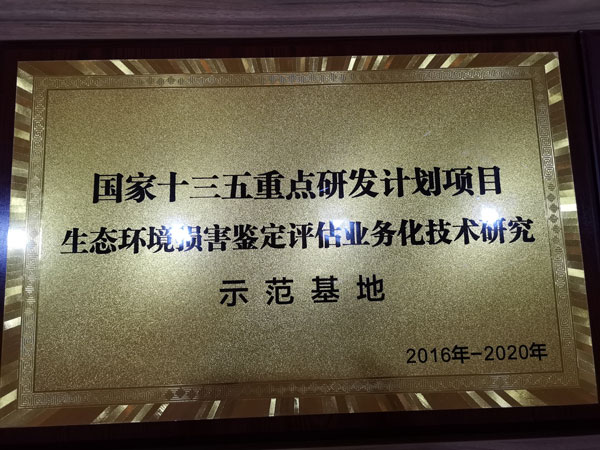 国家十三五重点研发计划项目
生态环境损害鉴定评估业务化技术研究
示范基地
2016年-2020年